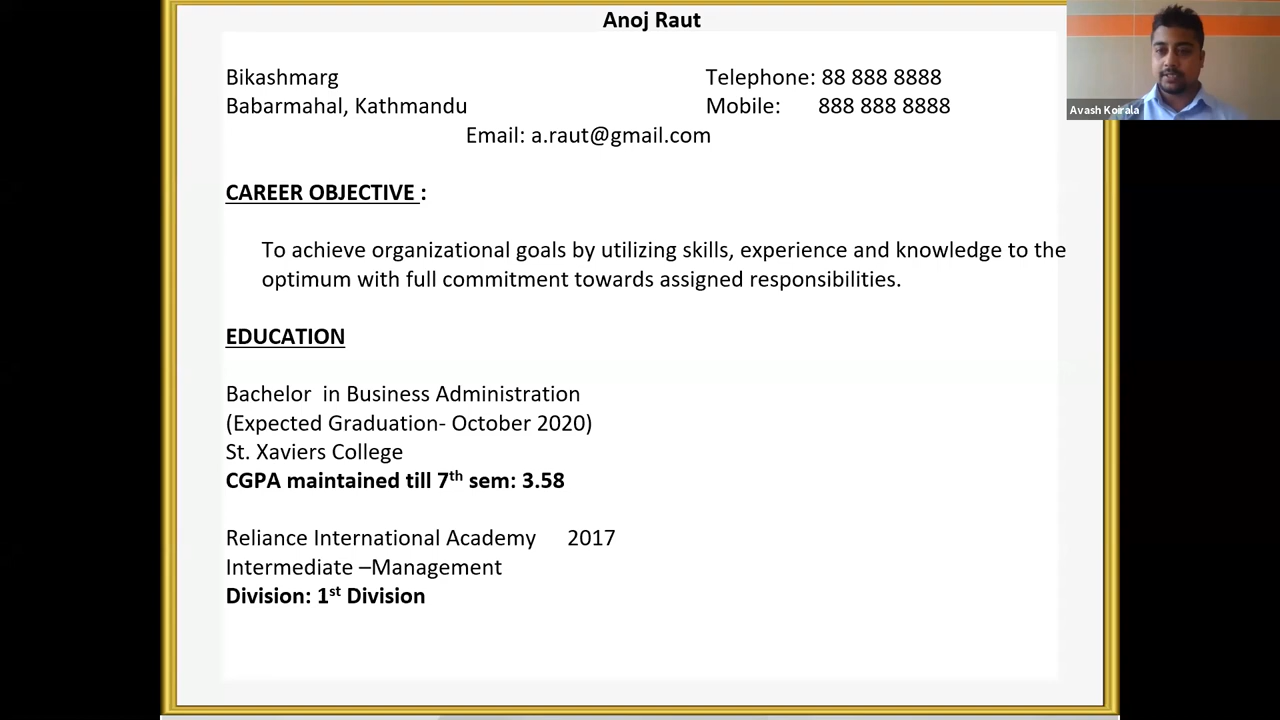 Anoj Raut
Bikashmarg Telephone: 88 888 8888
Babarmahal, Kathmandu Mobile: 888 888 8888
Email: a.raut@gmail.com
CAREER OBJECTIVE :
To achieve organizational goals by utilizing skills, experience and knowledge to the
optimum with full commitment towards assigned responsibilities.
EDUCATION
Bachelor in Business Administration
(Expected Graduation- October 2020)
St. Xaviers College
CGPA maintained till 7th sem: 3.58
Reliance International Academy 2017
Intermediate –Management
Division: 1st Division
Avash Koirala